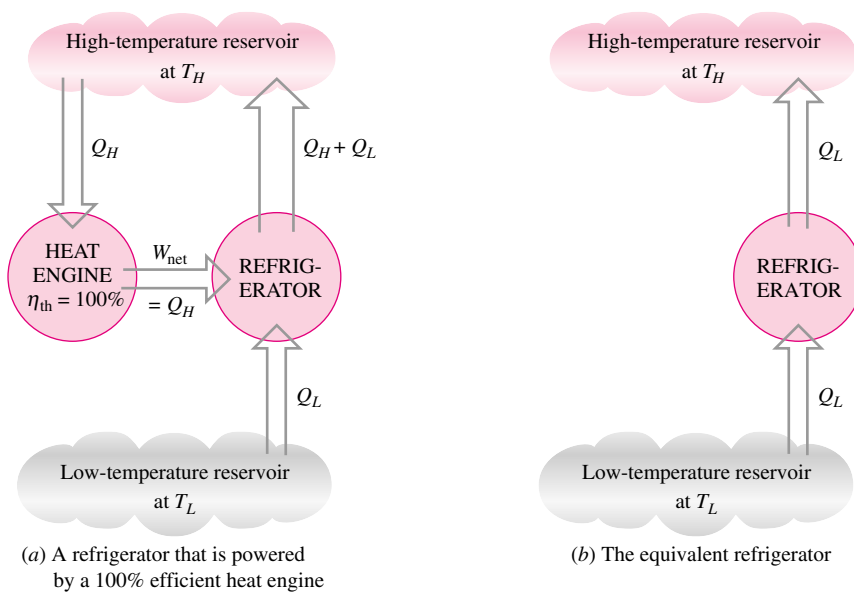 High-temperature reservoir
at T_H
Q_H
Q_H + Q_L
HEAT
ENGINE
η_th = 100%
W_net
= Q_H
REFRIG-
ERATOR
Q_L
Low-temperature reservoir
at T_L
(a) A refrigerator that is powered
by a 100% efficient heat engine
High-temperature reservoir
at T_H
Q_L
REFRIG-
ERATOR
Q_L
Low-temperature reservoir
at T_L
(b) The equivalent refrigerator